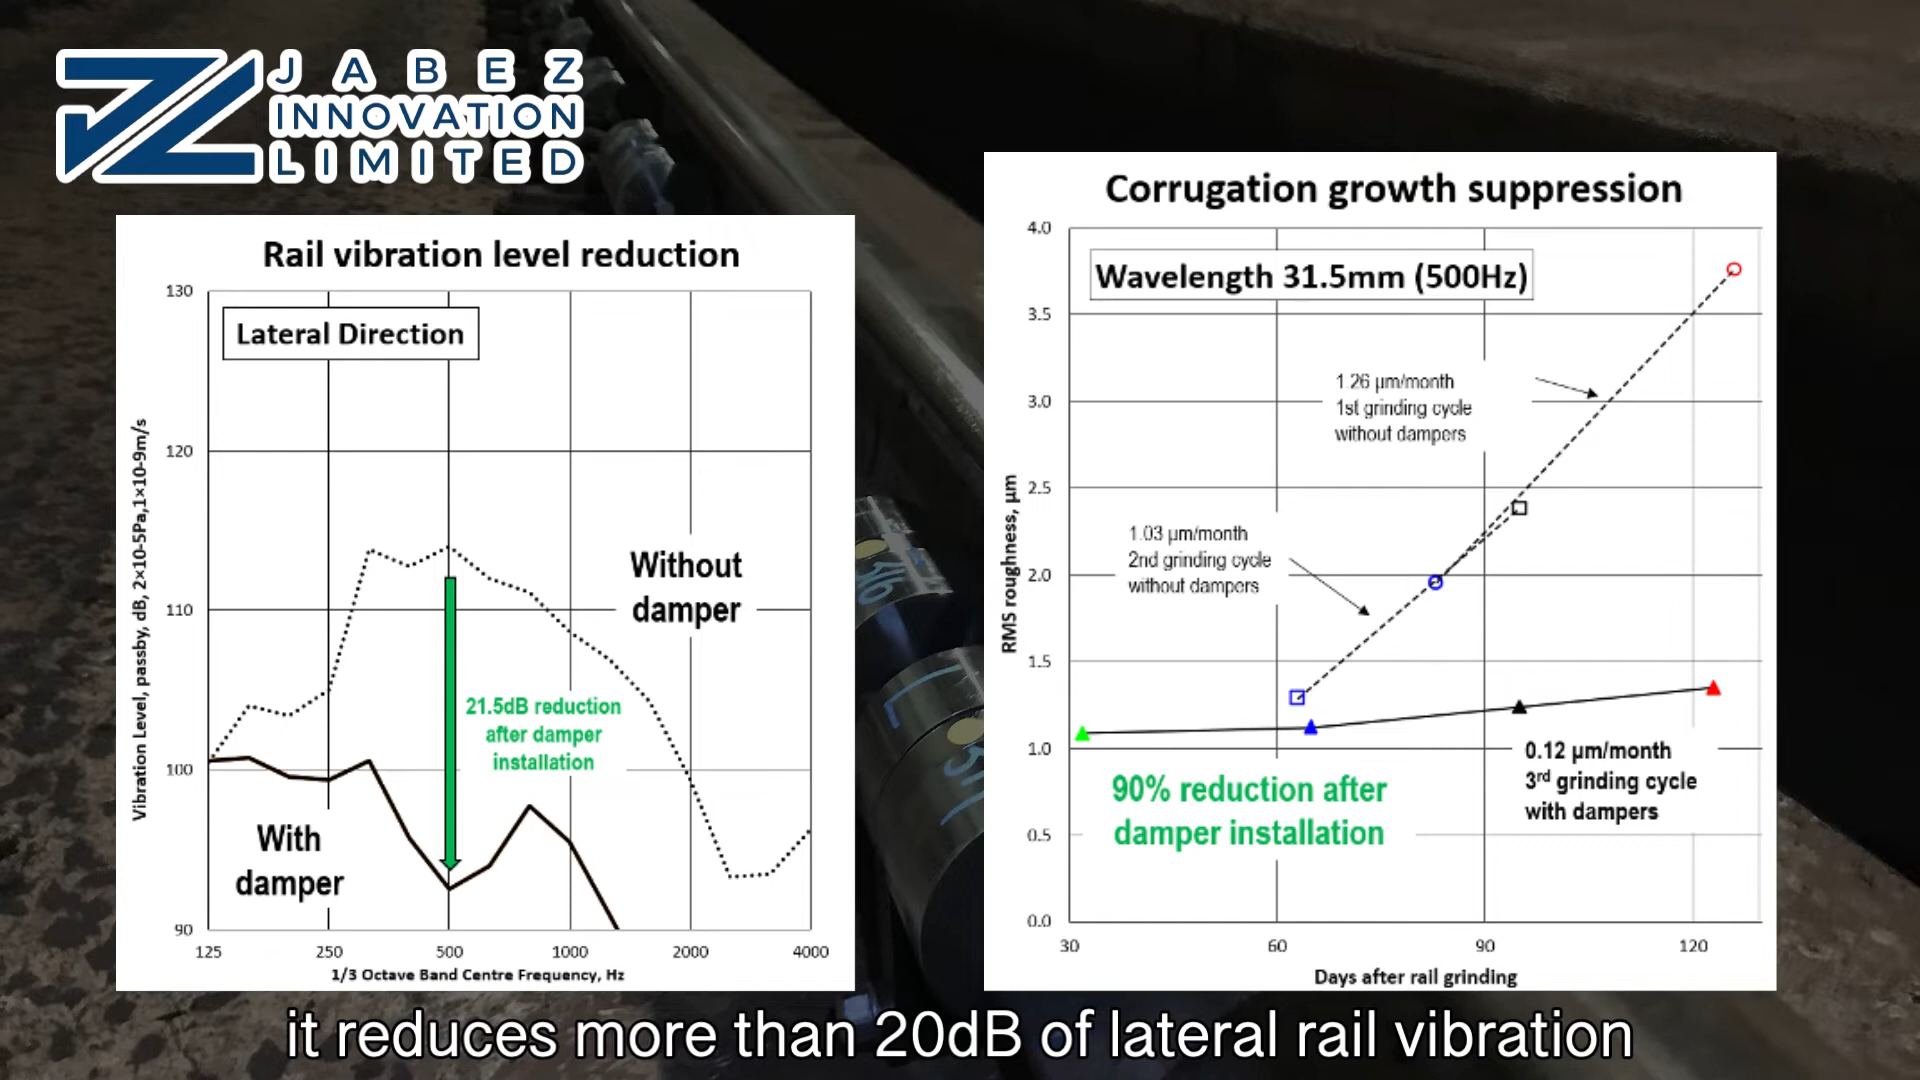 JABEZ
INNOVATION
LIMITED
Rail vibration level reduction
130
120
110
100
90
Vibration Level, passby, dB, 2×10-5Pa,1×10-9m/s
Lateral Direction
Without
damper
21.5dB reduction
after damper
installation
With
damper
125 250 500 1000 2000 4000
1/3 Octave Band Centre Frequency, Hz
Corrugation growth suppression
4.0
3.5
3.0
2.5
2.0
1.5
1.0
0.5
0.0
RMS roughness, µm
Wavelength 31.5mm (500Hz)
1.26 µm/month
1st grinding cycle
without dampers
1.03 µm/month
2nd grinding cycle
without dampers
0.12 µm/month
3rd grinding cycle
with dampers
90% reduction after
damper installation
30 60 90 120
Days after rail grinding
it reduces more than 20dB of lateral rail vibration